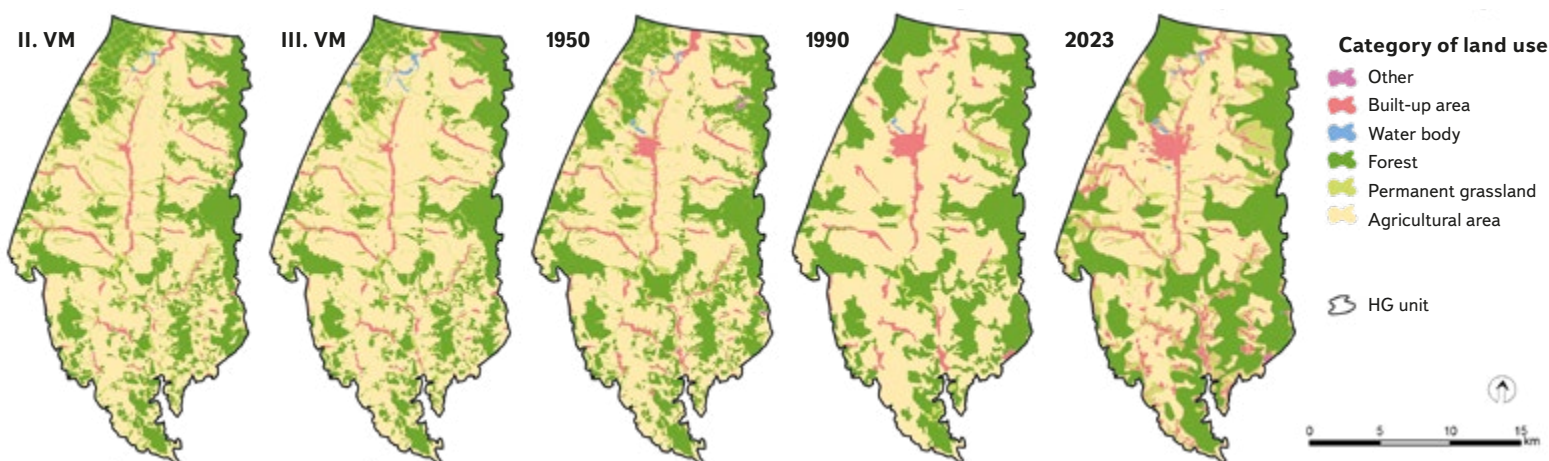 II. VM
III. VM
1950
1990
2023
Category of land use
Other
Built-up area
Water body
Forest
Permanent grassland
Agricultural area
HG unit
0 5 10 15
km